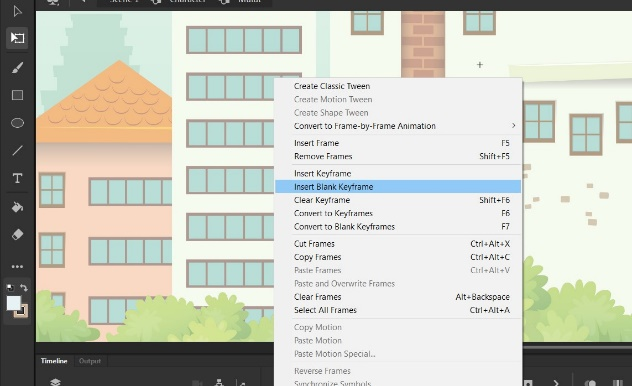 Create Classic Tween
Create Motion Tween
Create Shape Tween
Convert to Frame-by-Frame Animation
Insert Frame F5
Remove Frames Shift+F5
Insert Keyframe
Insert Blank Keyframe
Clear Keyframe Shift+F6
Convert to Keyframes F6
Convert to Blank Keyframes F7
Cut Frames Ctrl+Alt+X
Copy Frames Ctrl+Alt+C
Paste Frames Ctrl+Alt+V
Paste and Overwrite Frames
Clear Frames Alt+Backspace
Select All Frames Ctrl+Alt+A
Copy Motion
Paste Motion
Paste Motion Special...
Reverse Frames
Synchronize Symbols
Timeline Output